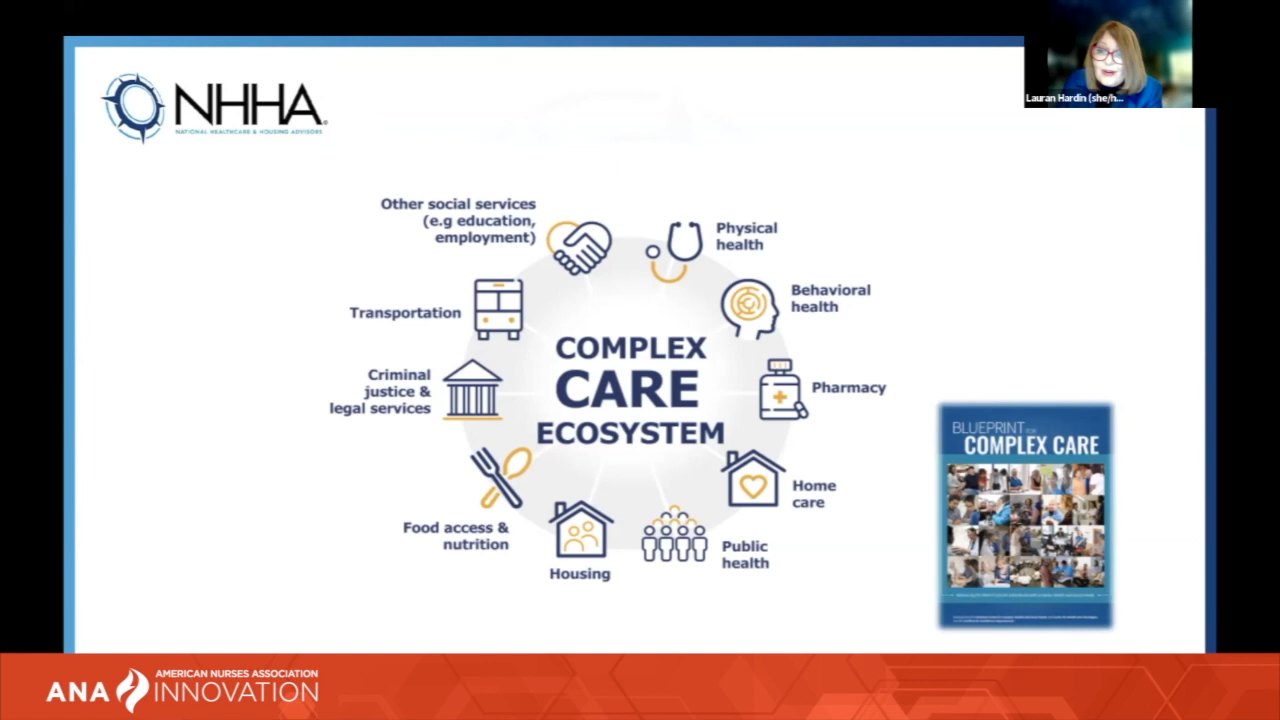 Lauran Hardin (she/h...
NHHA
NATIONAL HEALTHCARE & HOUSING ADVISORS
Other social services
(e.g education,
employment)
Physical
health
Behavioral
health
Transportation
COMPLEX
CARE
ECOSYSTEM
Criminal
justice &
legal services
Pharmacy
Home
care
Food access &
nutrition
Public
health
Housing
BLUEPRINT FOR
COMPLEX CARE
ANA
AMERICAN NURSES ASSOCIATION
INNOVATION